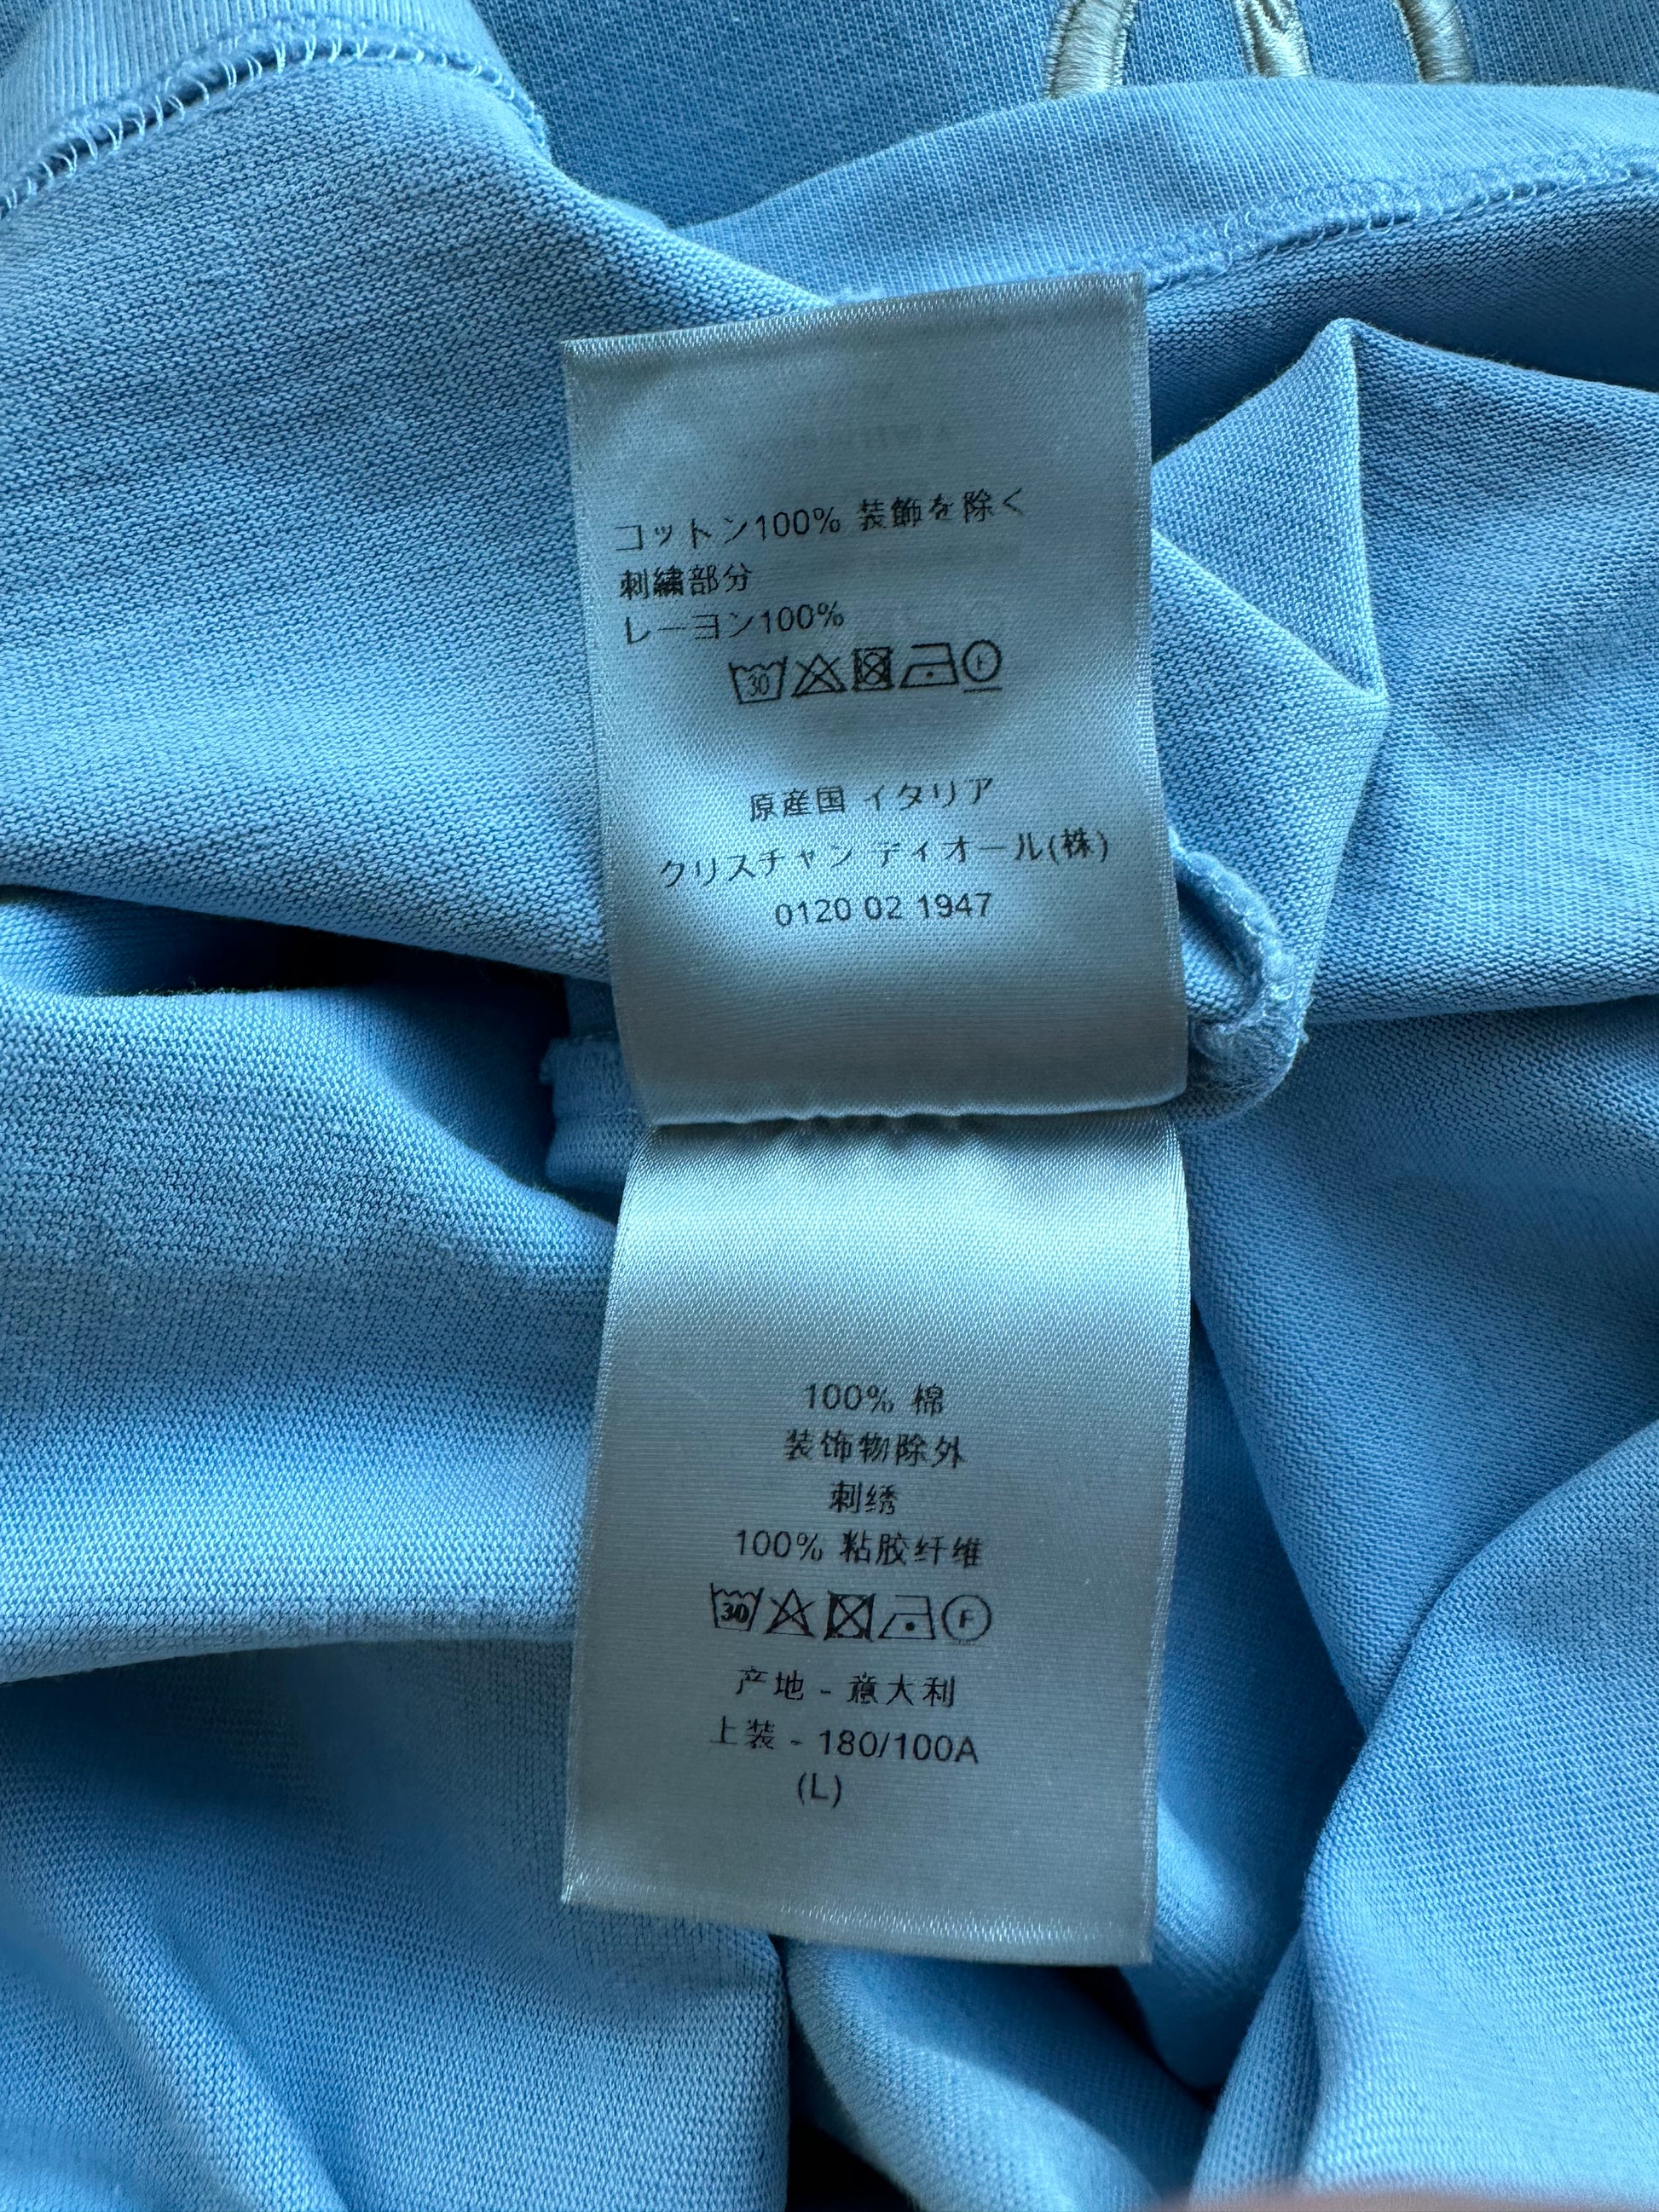 コットン100% 装飾を除く
刺繍部分
レーヨン100%
30
F
原産国 イタリア
クリスチャン ディオール(株)
0120 02 1947
100% 棉
装饰物除外
刺绣
100% 粘胶纤维
30
F
产地 - 意大利
上装 - 180/100A
(L)